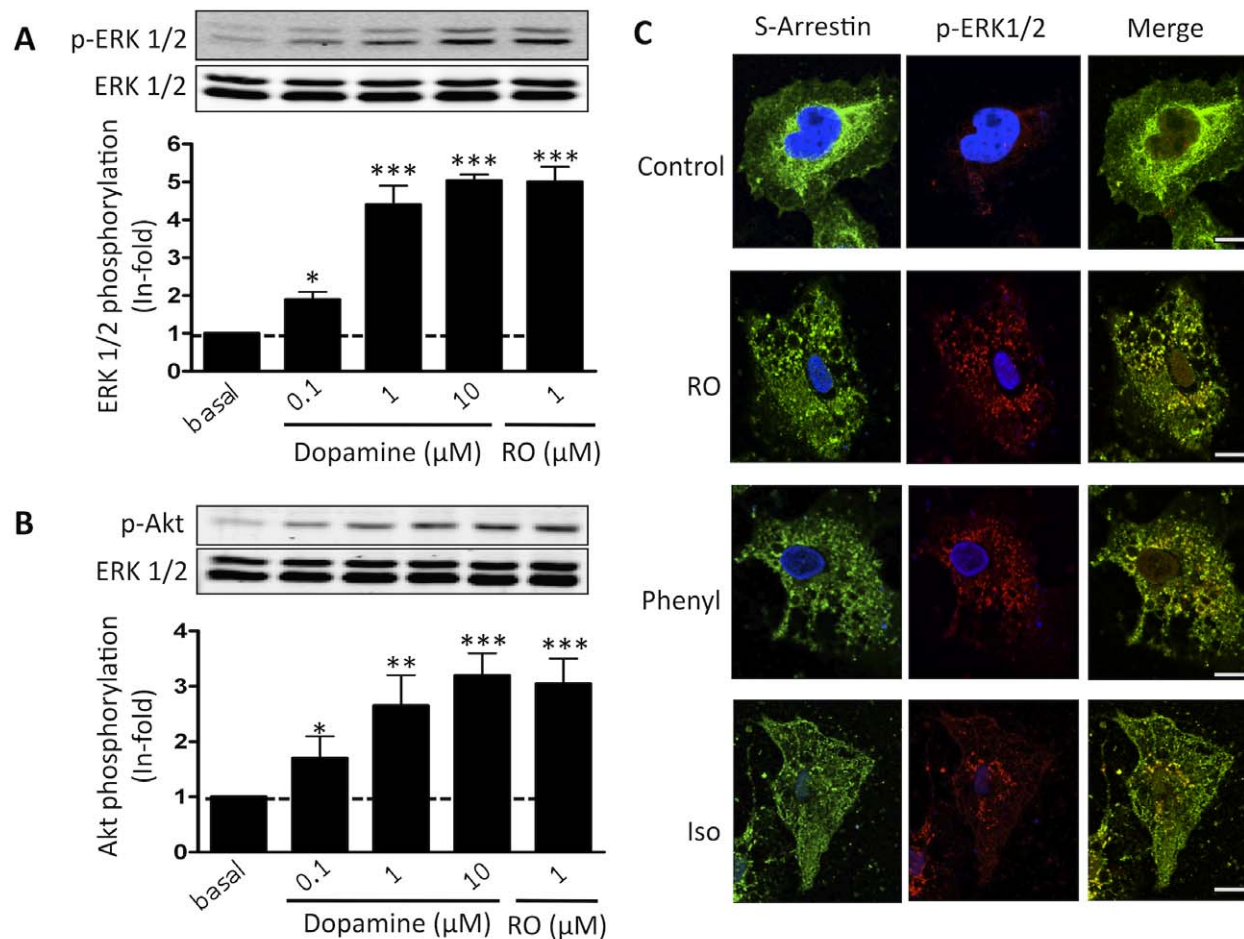 A
p-ERK 1/2
ERK 1/2
ERK 1/2 phosphorylation
(In-fold)
6
5
4
3
2
1
0
*
***
***
***
basal
0.1
1
10
1
Dopamine (µM)
RO (µM)
B
p-Akt
ERK 1/2
Akt phosphorylation
(In-fold)
4
3
2
1
0
*
**
***
***
basal
0.1
1
10
1
Dopamine (µM)
RO (µM)
C
S-Arrestin
p-ERK1/2
Merge
Control
RO
Phenyl
Iso